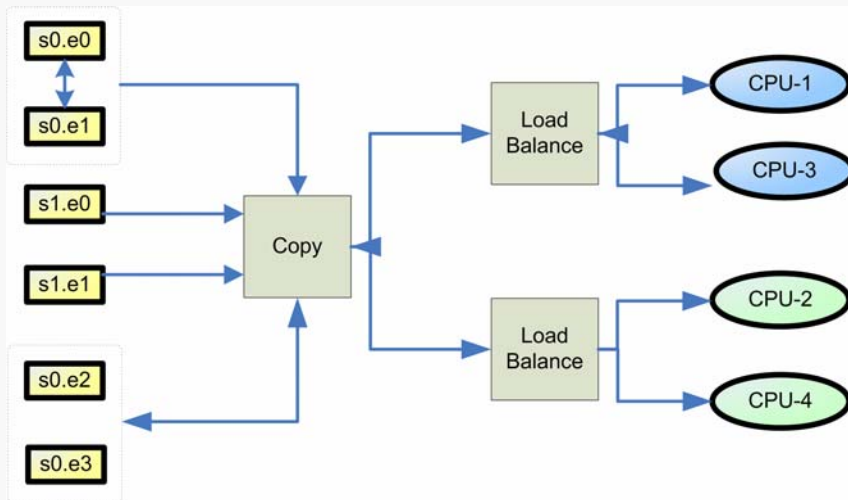 s0.e0
s0.e1
s1.e0
s1.e1
s0.e2
s0.e3
Copy
Load
Balance
Load
Balance
CPU-1
CPU-3
CPU-2
CPU-4